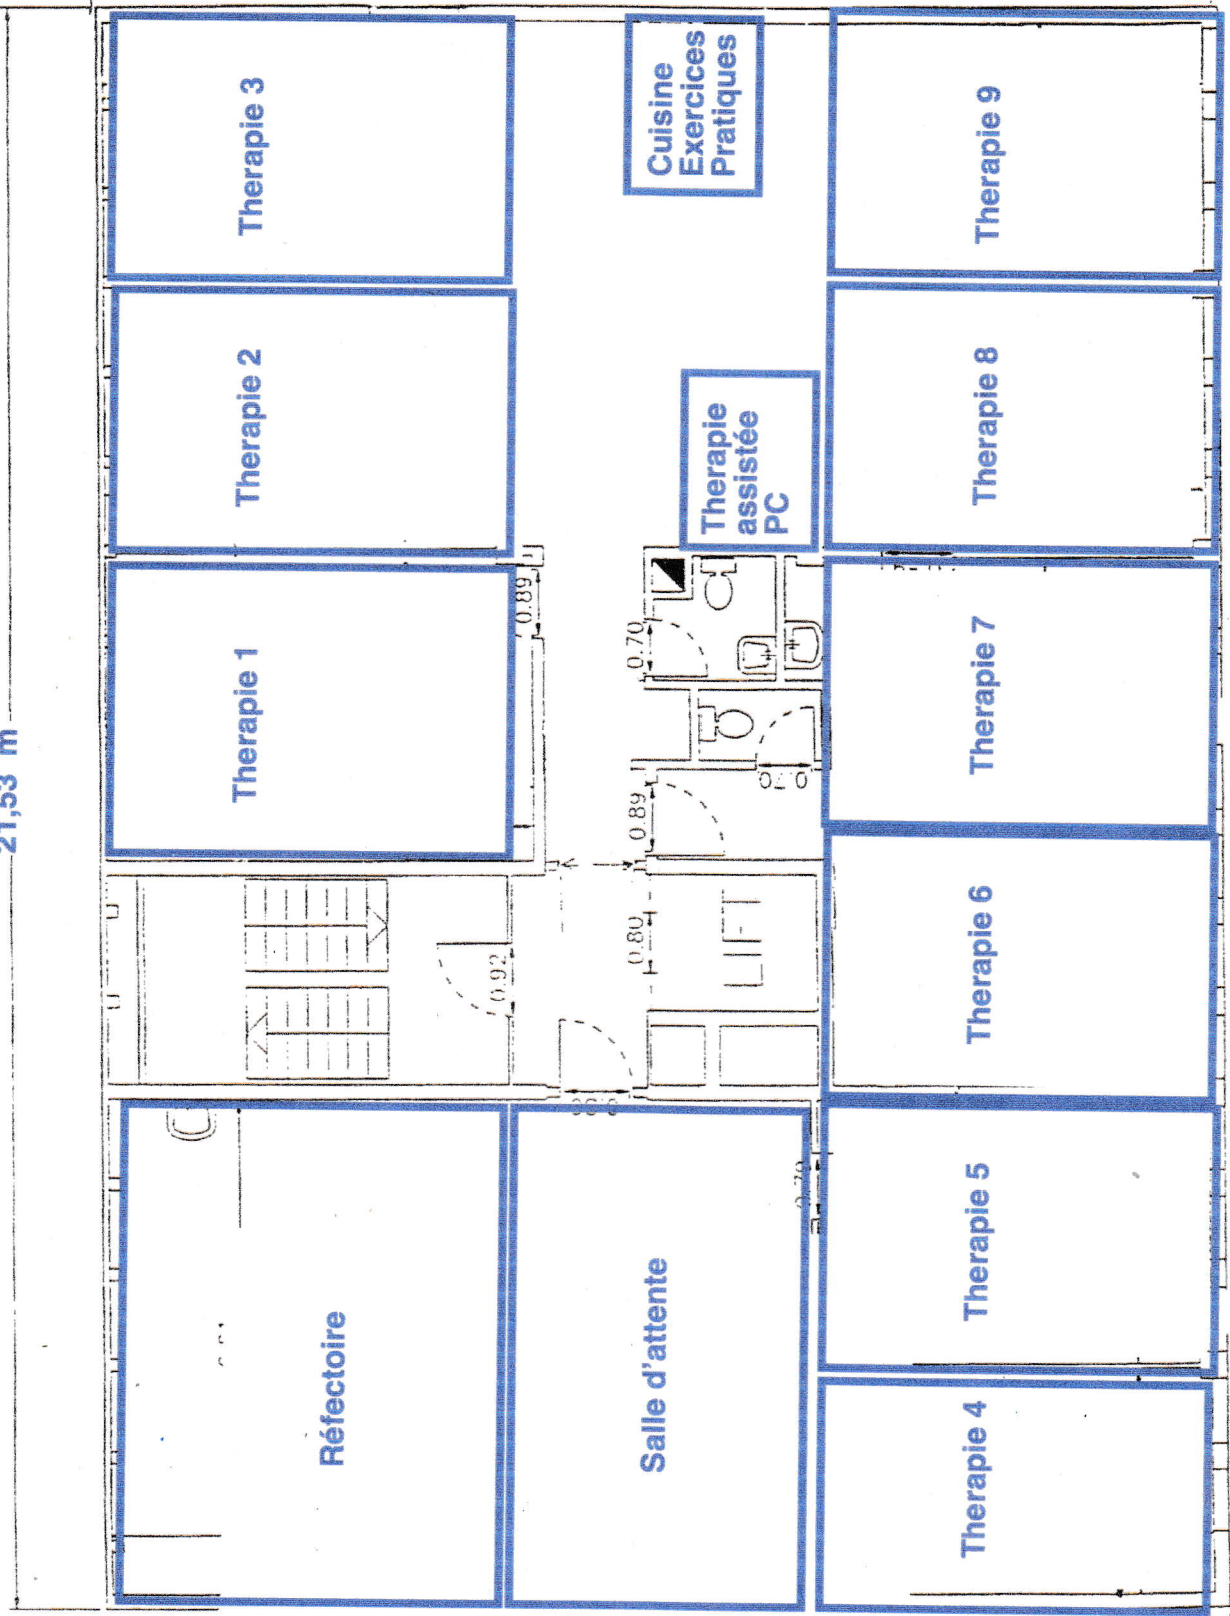 21,53 m
Réfectoire
Therapie 1
Therapie 2
Therapie 3
0.92
0.89
Salle d'attente
0.80
0.89
0.70
Cuisine
Exercices
Pratiques
LIFT
0.70
Therapie
assistée
PC
0.70
Therapie 4
Therapie 5
Therapie 6
Therapie 7
Therapie 8
Therapie 9